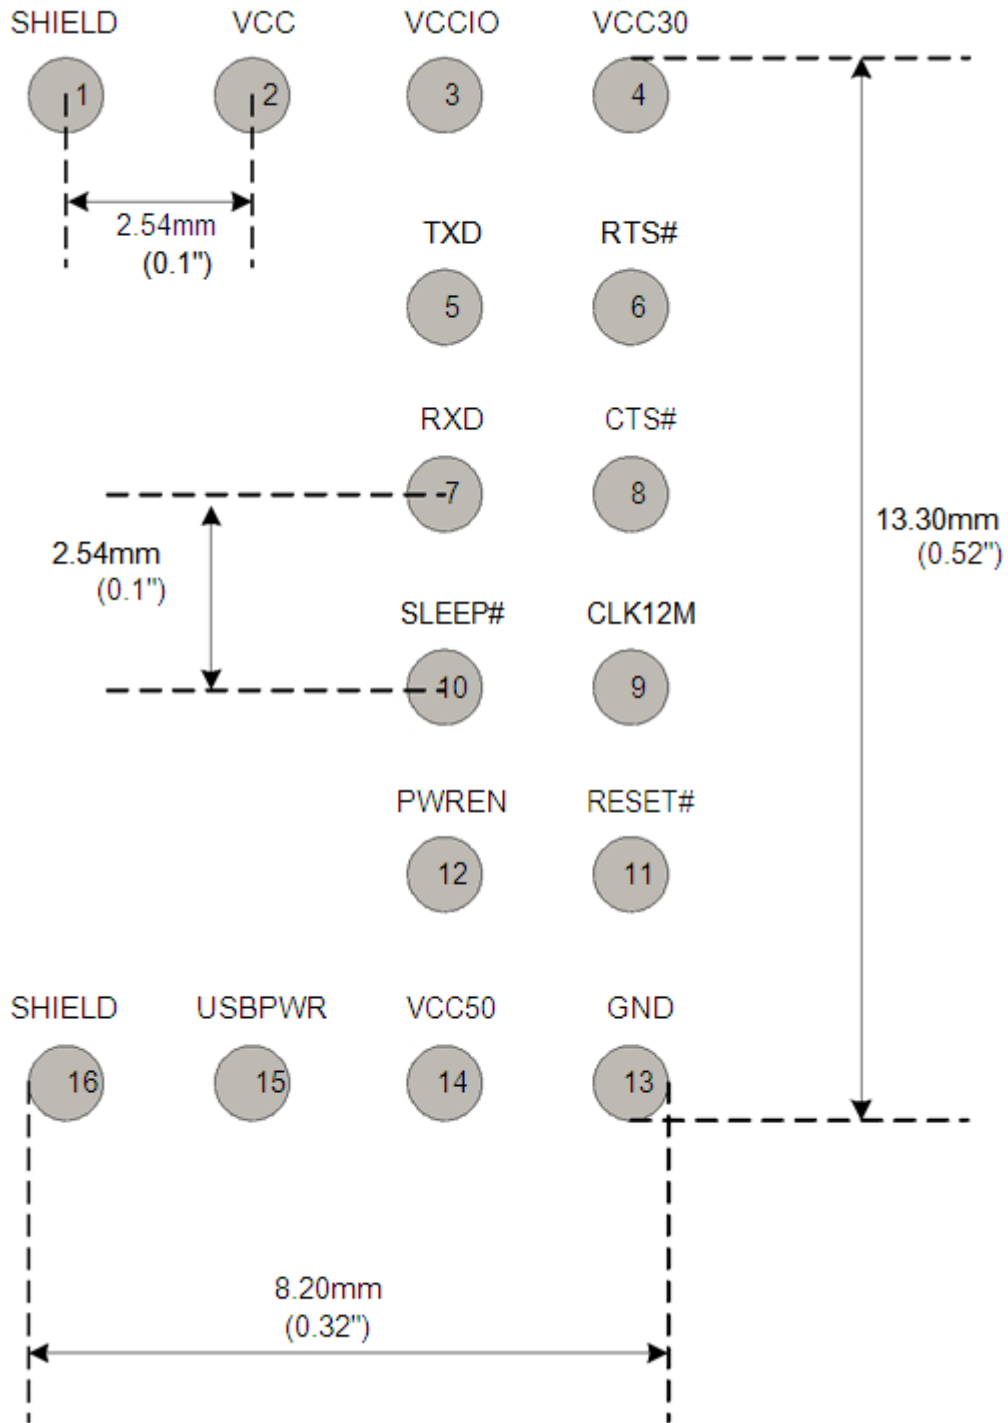 SHIELD VCC VCCIO VCC30
1 2 3 4
2.54mm
(0.1")
TXD RTS#
5 6
RXD CTS#
7 8
2.54mm
(0.1")
13.30mm
(0.52")
SLEEP# CLK12M
10 9
PWREN RESET#
12 11
SHIELD USBPWR VCC50 GND
16 15 14 13
8.20mm
(0.32")